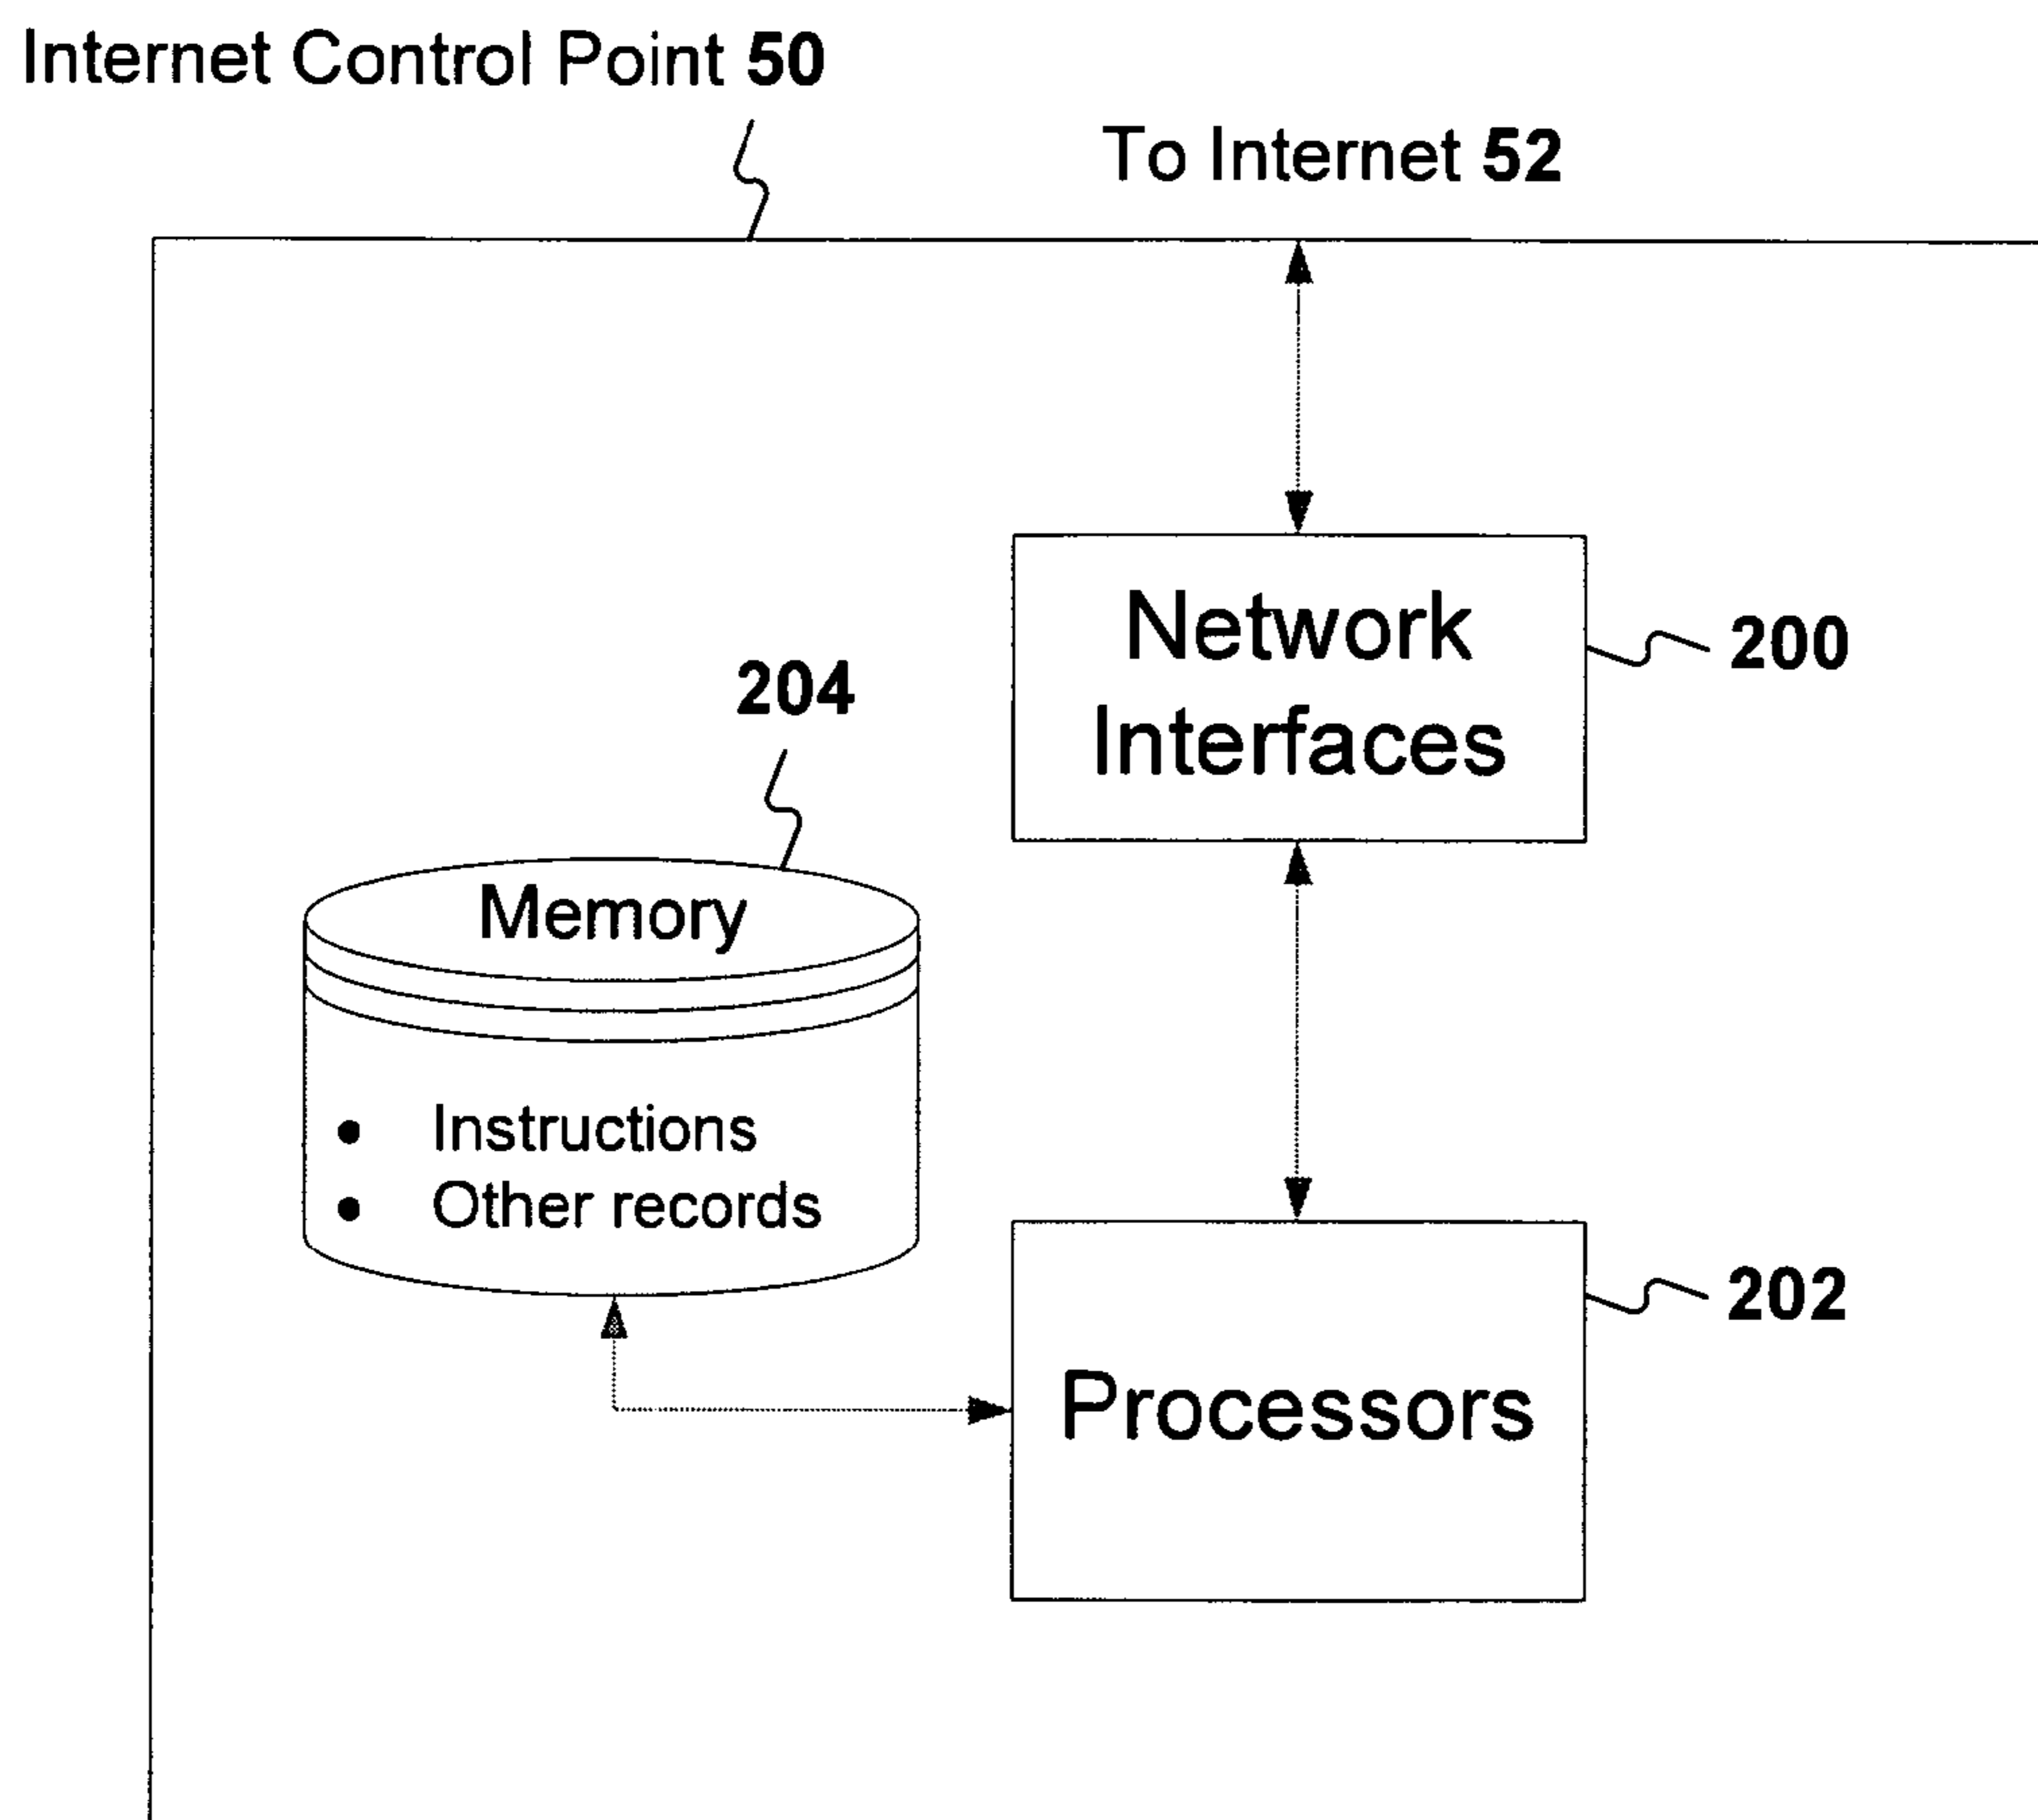 Internet Control Point 50
To Internet 52
Network
Interfaces
200
204
Memory
• Instructions
• Other records
202
Processors